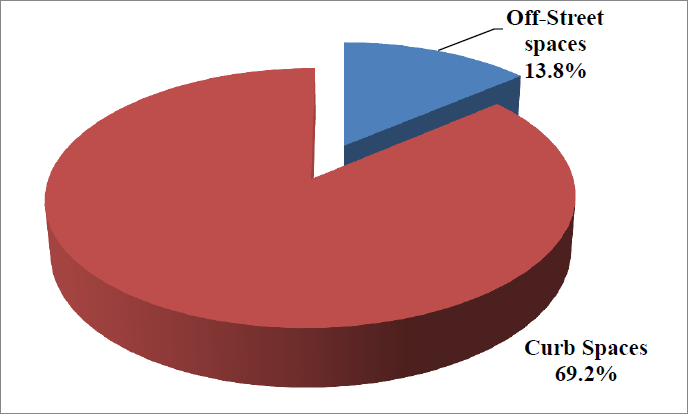 Off-Street
spaces
13.8%
Curb Spaces
69.2%